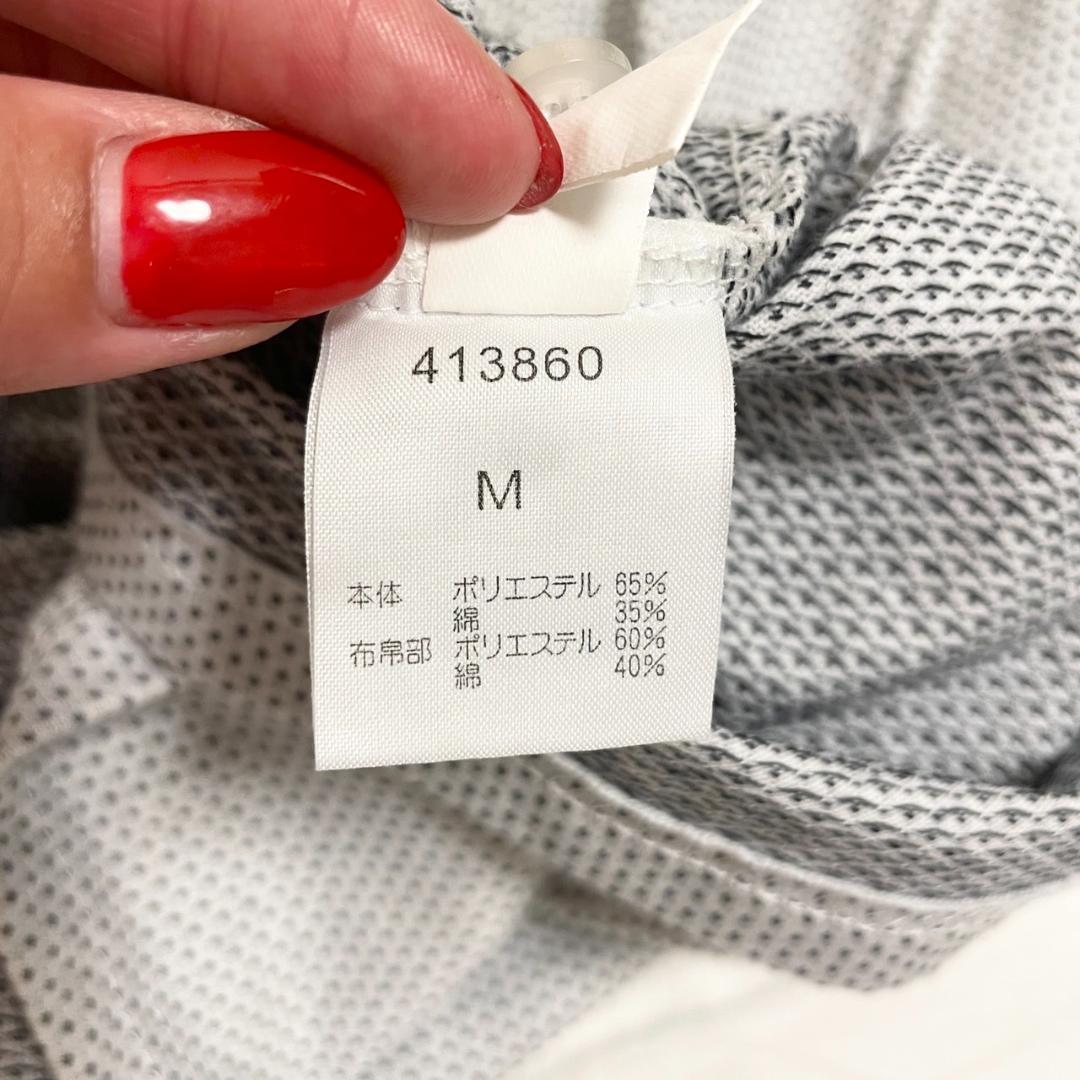 413860
M
本体 ポリエステル 65%
綿 35%
布帛部 ポリエステル 60%
綿 40%